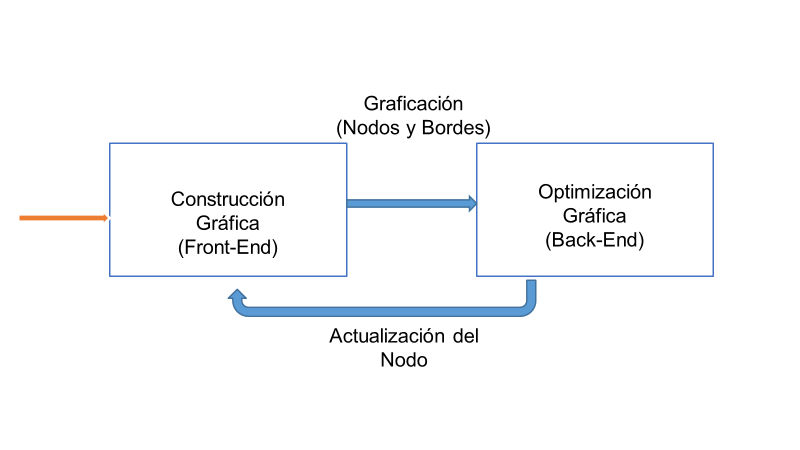 Graficación
(Nodos y Bordes)
Construcción
Gráfica
(Front-End)
Optimización
Gráfica
(Back-End)
Actualización del
Nodo